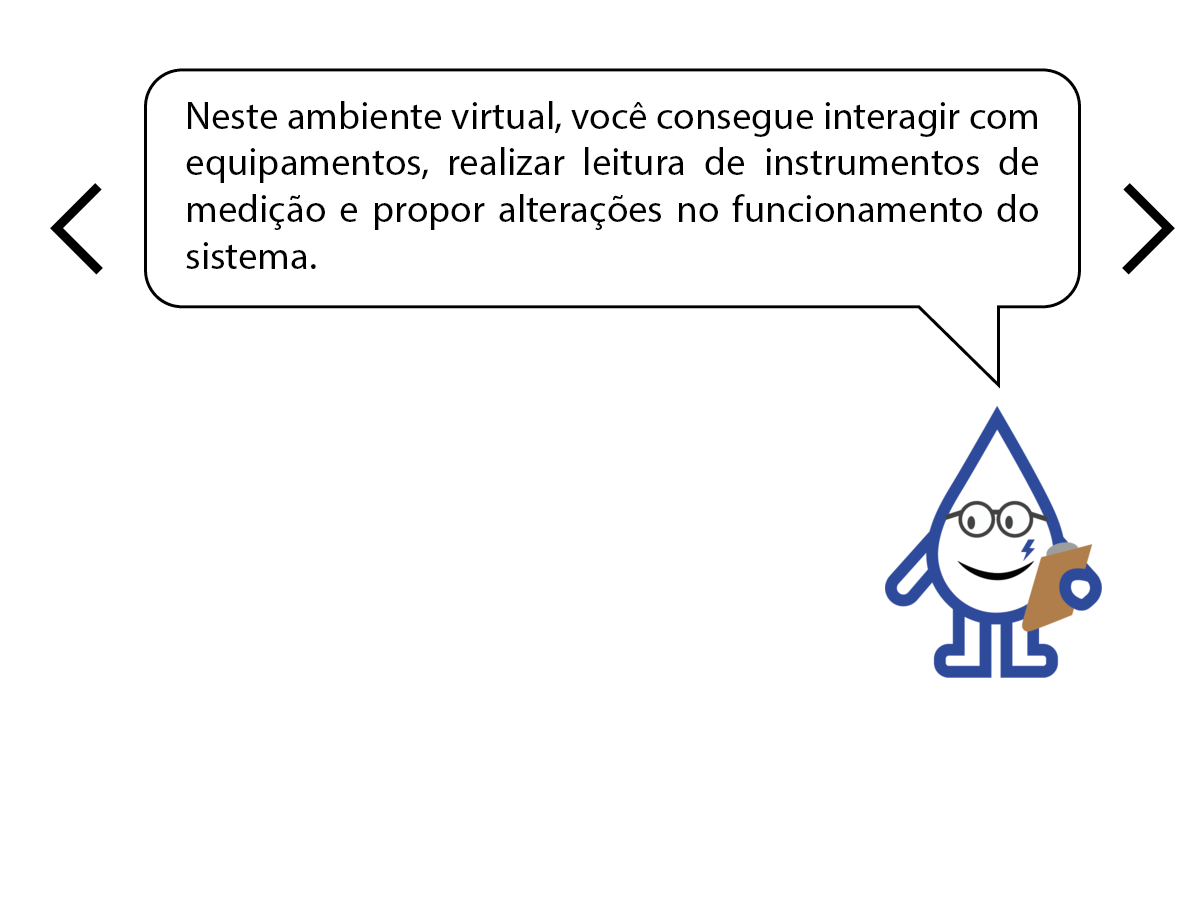 Neste ambiente virtual, você consegue interagir com
equipamentos, realizar leitura de instrumentos de
medição e propor alterações no funcionamento do
sistema.